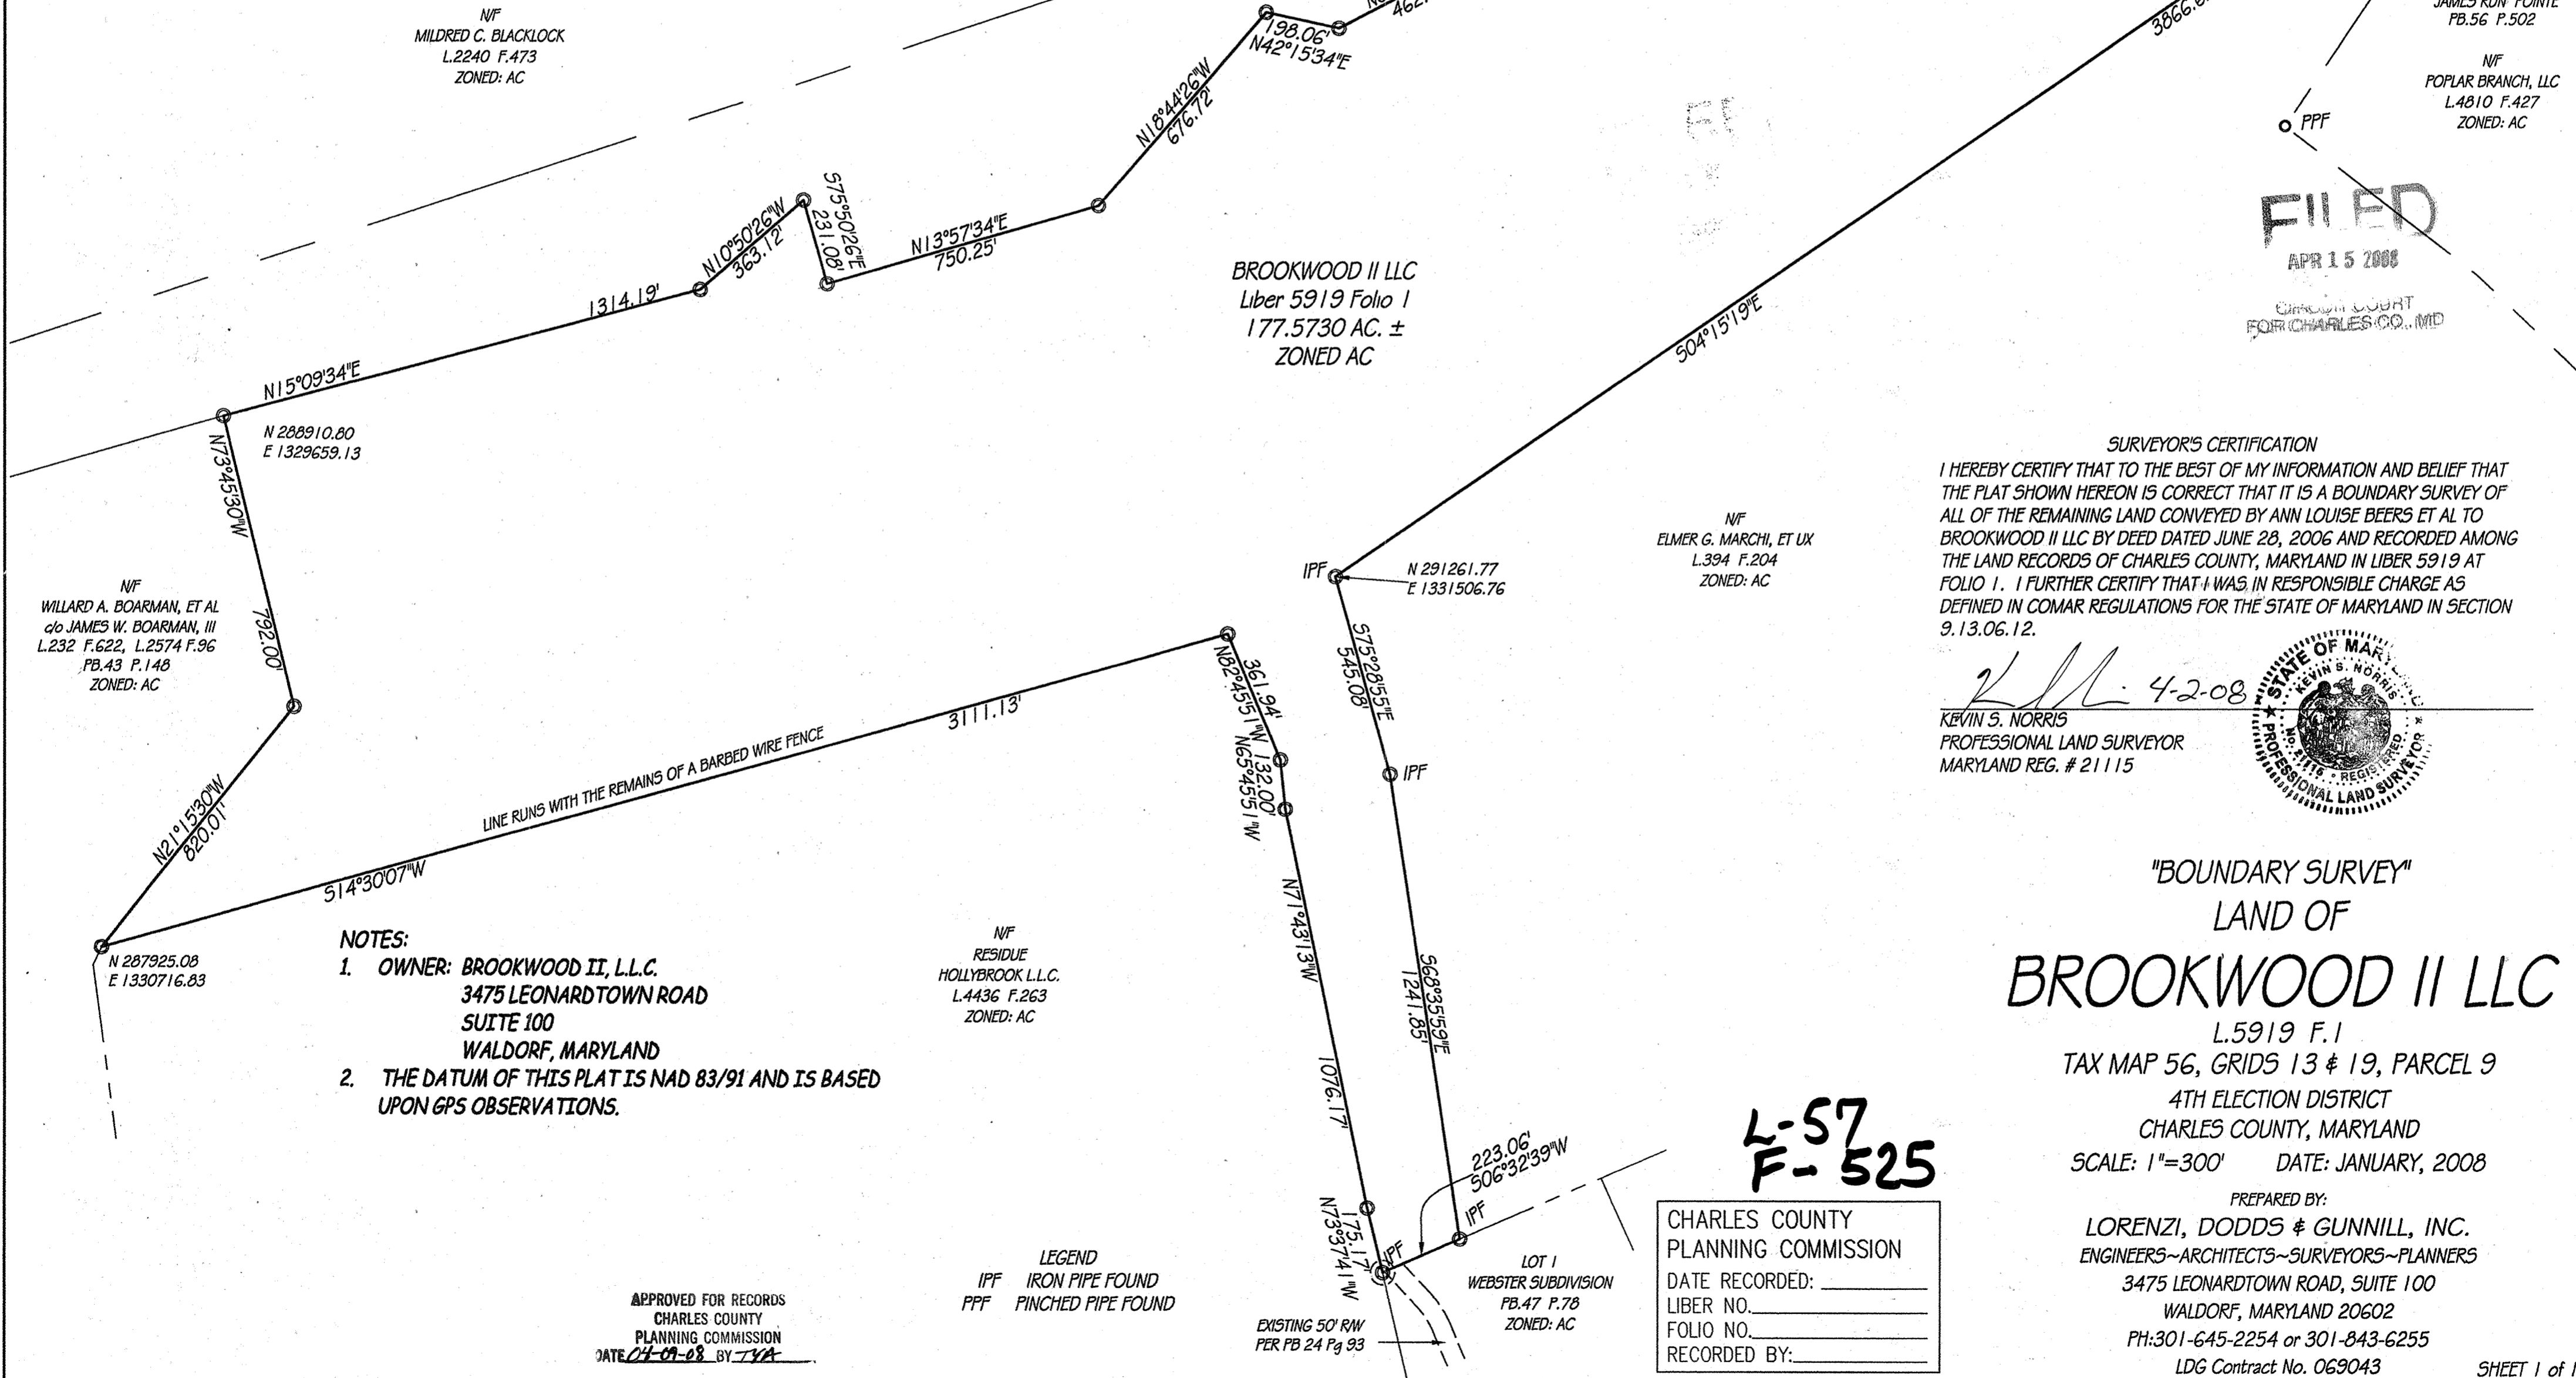 N/F
MILDRED C. BLACKLOCK
L.2240 F.473
ZONED: AC
198.06'
N42°15'34"E
462.
3866.
JAMES RUN POINTE
PB.56 P.502
N/F
POPLAR BRANCH, LLC
L.4810 F.427
ZONED: AC
PPF
N18°44'26"W
676.72'
N10°50'26"W
363.12'
S75°50'26"E
231.08'
N13°57'34"E
750.25'
1314.19'
N15°09'34"E
BROOKWOOD II LLC
Liber 5919 Folio 1
177.5730 AC. ±
ZONED AC
S04°15'19"E
FILED
APR 15 2008
CIRCUIT COURT
FOR CHARLES CO., MD
N 288910.80
E 1329659.13
N73°45'30"W
792.00'
N/F
WILLARD A. BOARMAN, ET AL
c/o JAMES W. BOARMAN, III
L.232 F.622, L.2574 F.96
PB.43 P.148
ZONED: AC
N21°15'30"W
820.01'
N 287925.08
E 1330716.83
LINE RUNS WITH THE REMAINS OF A BARBED WIRE FENCE
3111.13'
S14°30'07"W
361.94'
N82°45'51"W
132.00'
N65°45'51"W
IPF
N 291261.77
E 1331506.76
S75°28'55"E
545.08'
IPF
N/F
ELMER G. MARCHI, ET UX
L.394 F.204
ZONED: AC
N71°43'13"W
1076.17'
S68°35'59"E
1241.85'
223.06'
S06°32'39"W
IPF
IPF
175.17'
N73°37'41"W
EXISTING 50' R/W
PER PB 24 Pg 93
LOT 1
WEBSTER SUBDIVISION
PB.47 P.78
ZONED: AC
N/F
RESIDUE
HOLLYBROOK L.L.C.
L.4436 F.263
ZONED: AC
NOTES:
1. OWNER: BROOKWOOD II, L.L.C.
3475 LEONARDTOWN ROAD
SUITE 100
WALDORF, MARYLAND
2. THE DATUM OF THIS PLAT IS NAD 83/91 AND IS BASED
UPON GPS OBSERVATIONS.
LEGEND
IPF IRON PIPE FOUND
PPF PINCHED PIPE FOUND
APPROVED FOR RECORDS
CHARLES COUNTY
PLANNING COMMISSION
DATE 04-09-08 BY TYA
SURVEYOR'S CERTIFICATION
I HEREBY CERTIFY THAT TO THE BEST OF MY INFORMATION AND BELIEF THAT
THE PLAT SHOWN HEREON IS CORRECT THAT IT IS A BOUNDARY SURVEY OF
ALL OF THE REMAINING LAND CONVEYED BY ANN LOUISE BEERS ET AL TO
BROOKWOOD II LLC BY DEED DATED JUNE 28, 2006 AND RECORDED AMONG
THE LAND RECORDS OF CHARLES COUNTY, MARYLAND IN LIBER 5919 AT
FOLIO 1. I FURTHER CERTIFY THAT I WAS IN RESPONSIBLE CHARGE AS
DEFINED IN COMAR REGULATIONS FOR THE STATE OF MARYLAND IN SECTION
9.13.06.12.
4-2-08
KEVIN S. NORRIS
PROFESSIONAL LAND SURVEYOR
MARYLAND REG. # 21115
STATE OF MARYLAND
KEVIN S. NORRIS
No. 21115 REGISTERED
PROFESSIONAL LAND SURVEYOR
"BOUNDARY SURVEY"
LAND OF
BROOKWOOD II LLC
L.5919 F.1
TAX MAP 56, GRIDS 13 & 19, PARCEL 9
4TH ELECTION DISTRICT
CHARLES COUNTY, MARYLAND
SCALE: 1"=300' DATE: JANUARY, 2008
PREPARED BY:
LORENZI, DODDS & GUNNILL, INC.
ENGINEERS~ARCHITECTS~SURVEYORS~PLANNERS
3475 LEONARDTOWN ROAD, SUITE 100
WALDORF, MARYLAND 20602
PH:301-645-2254 or 301-843-6255
LDG Contract No. 069043
SHEET 1 of 1
L-57
F-525
CHARLES COUNTY
PLANNING COMMISSION
DATE RECORDED:
LIBER NO.
FOLIO NO.
RECORDED BY: